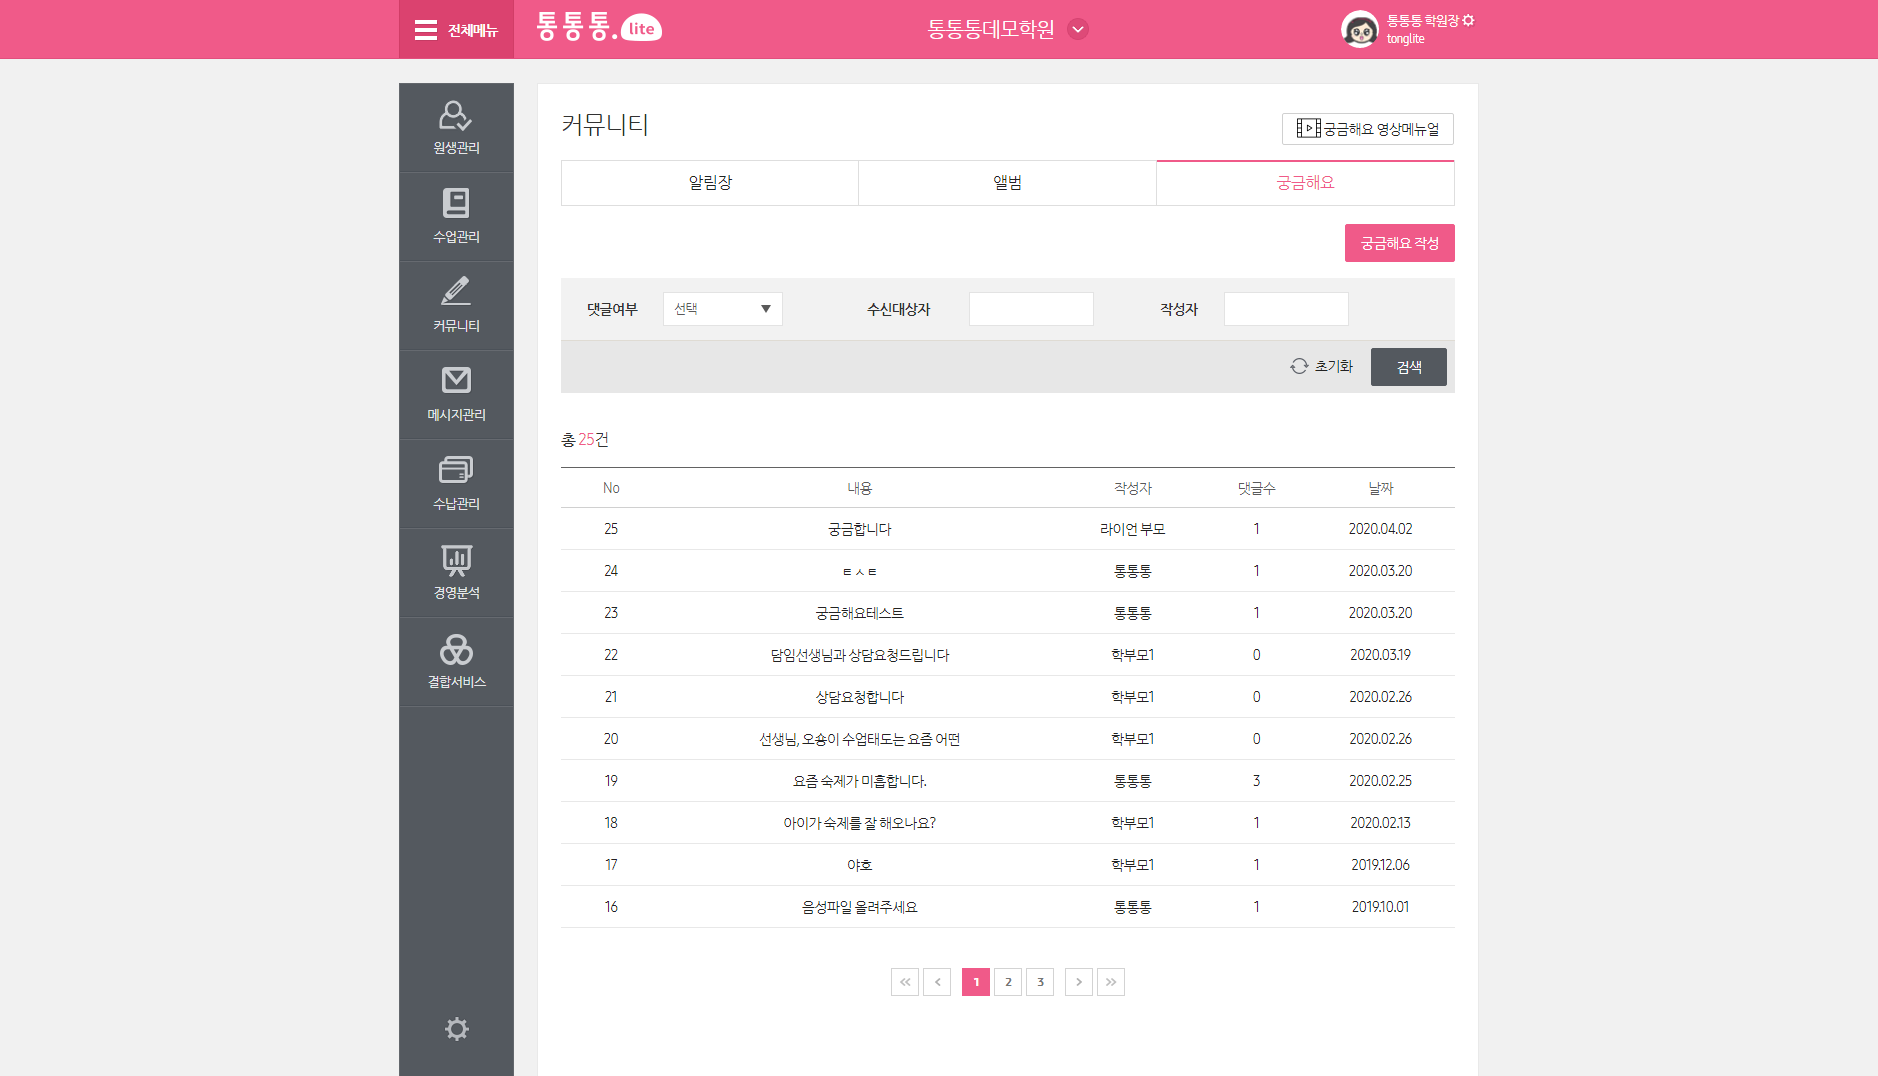 전체메뉴
통통통.lite
통통통데모학원
통통통 학원장
tonglite
원생관리
수업관리
커뮤니티
메시지관리
수납관리
경영분석
결합서비스
커뮤니티
궁금해요 영상메뉴얼
알림장 앨범 궁금해요
궁금해요 작성
댓글여부 선택 수신대상자 작성자
초기화 검색
총 25건
No 내용 작성자 댓글수 날짜
25 궁금합니다 라이언 부모 1 2020.04.02
24 ㅌㅅㅌ 통통통 1 2020.03.20
23 궁금해요테스트 통통통 1 2020.03.20
22 담임선생님과 상담요청드립니다 학부모1 0 2020.03.19
21 상담요청합니다 학부모1 0 2020.02.26
20 선생님, 오숑이 수업태도는 요즘 어떤 학부모1 0 2020.02.26
19 요즘 숙제가 미흡합니다. 통통통 3 2020.02.25
18 아이가 숙제를 잘 해오나요? 학부모1 1 2020.02.13
17 야호 학부모1 1 2019.12.06
16 음성파일 올려주세요 통통통 1 2019.10.01
« < 1 2 3 > »